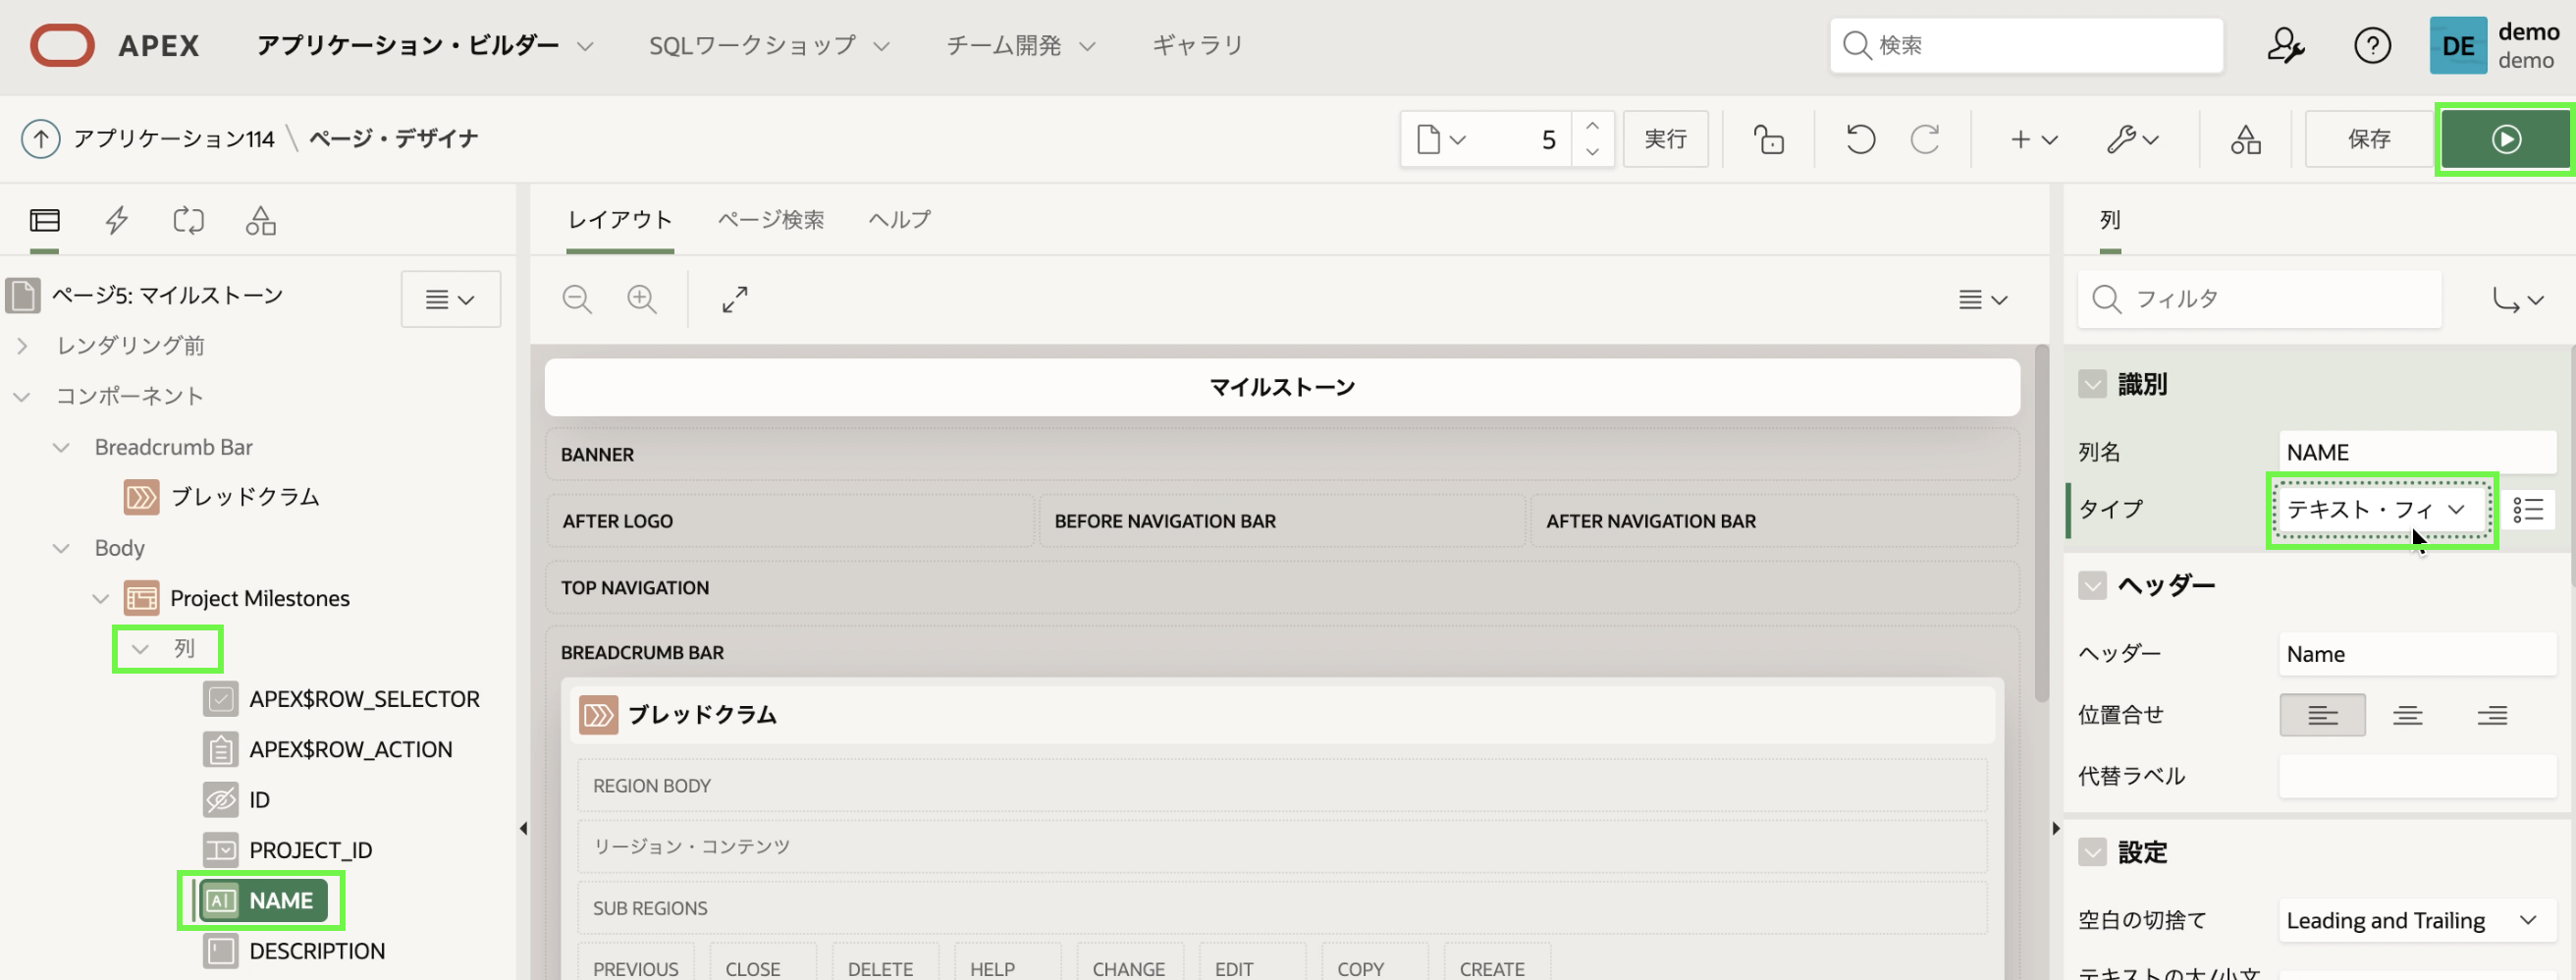 APEX アプリケーション・ビルダー SQLワークショップ チーム開発 ギャラリ 検索 DE demo
demo
アプリケーション114 \ ページ・デザイナ 5 実行 保存
レイアウト ページ検索 ヘルプ 列
ページ5: マイルストーン フィルタ
レンダリング前
コンポーネント
Breadcrumb Bar
ブレッドクラム
Body
Project Milestones
列
APEX$ROW_SELECTOR
APEX$ROW_ACTION
ID
PROJECT_ID
NAME
DESCRIPTION
マイルストーン
BANNER
AFTER LOGO BEFORE NAVIGATION BAR AFTER NAVIGATION BAR
TOP NAVIGATION
BREADCRUMB BAR
ブレッドクラム
REGION BODY
リージョン・コンテンツ
SUB REGIONS
PREVIOUS CLOSE DELETE HELP CHANGE EDIT COPY CREATE
識別
列名 NAME
タイプ テキスト・フィ
ヘッダー
ヘッダー Name
位置合せ
代替ラベル
設定
空白の切捨て Leading and Trailing
テキストの大/小文